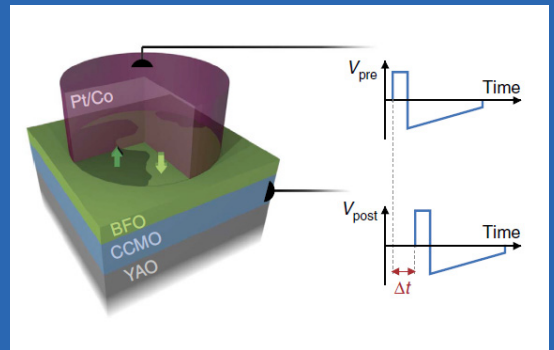 Pt/Co
BFO
CCMO
YAO
Vpre
Time
Vpost
Time
Δt